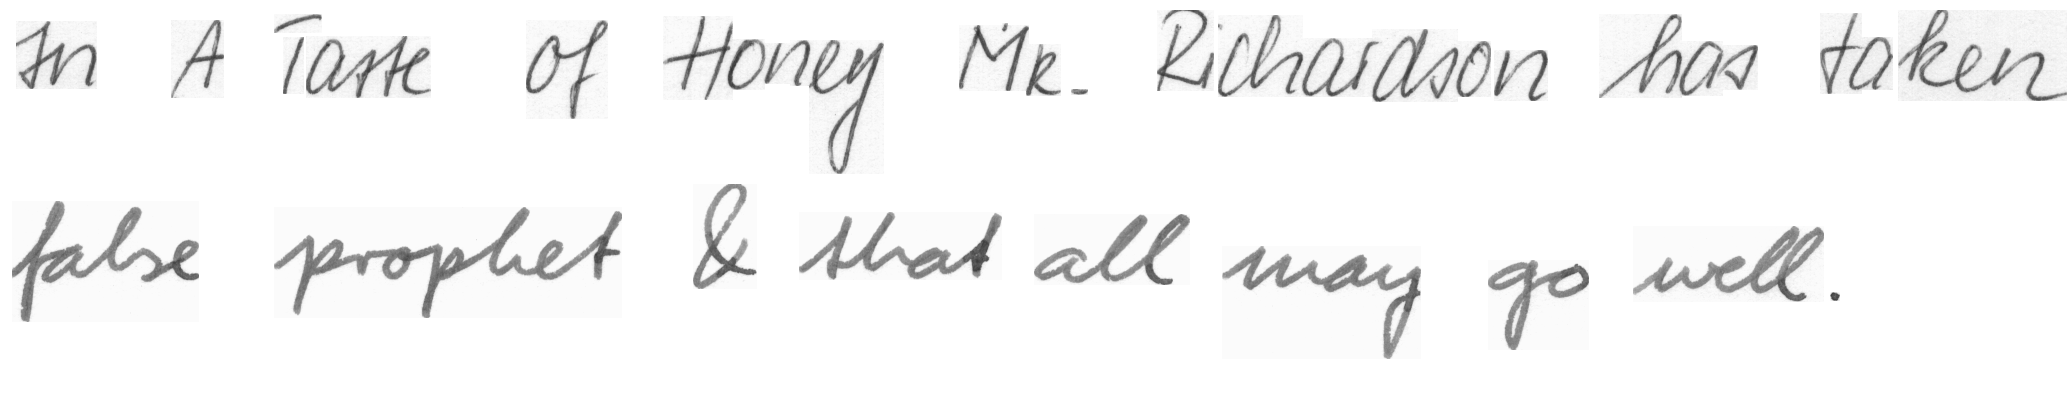 In A Taste of Honey Mr. Richardson has taken
false prophet & that all may go well.